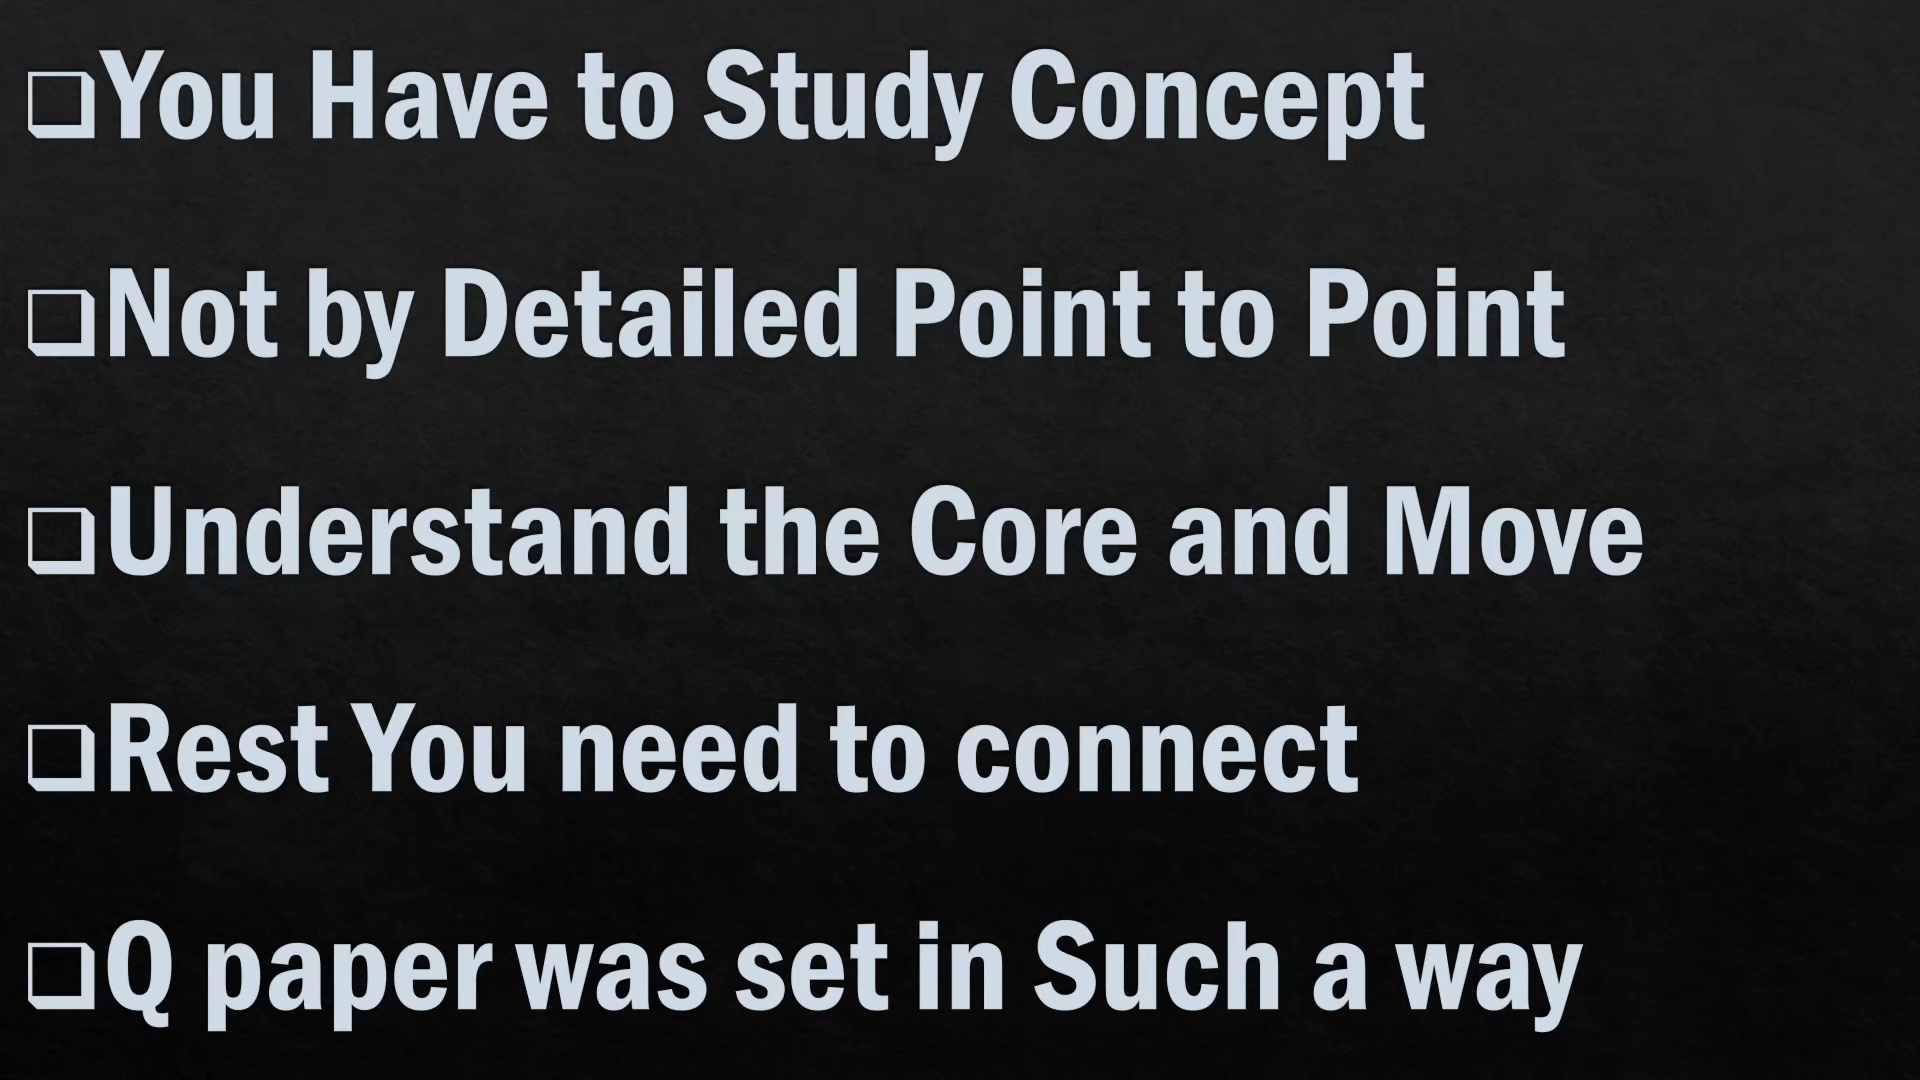 ❑You Have to Study Concept
❑Not by Detailed Point to Point
❑Understand the Core and Move
❑Rest You need to connect
❑Q paper was set in Such a way